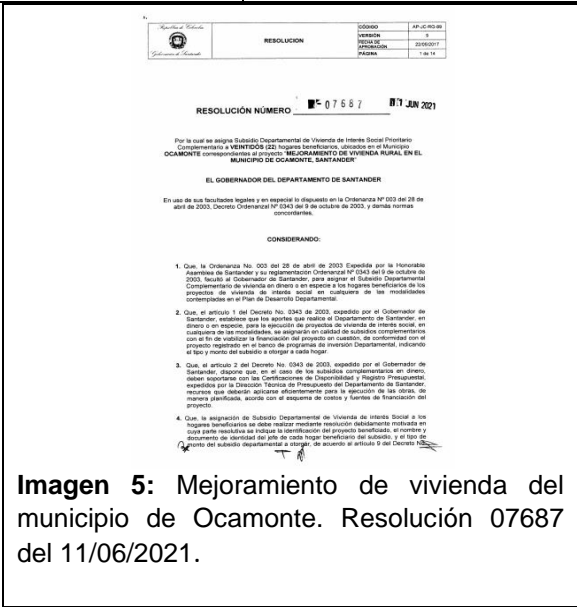 República de Colombia
Gobernación de Santander
RESOLUCION
CÓDIGO AP-JC-RG-99
VERSIÓN
FECHA DE APROBACIÓN 22/06/2017
PÁGINA 1 de 14
RESOLUCIÓN NÚMERO 07687 JUN 2021
Por la cual se asigna Subsidio Departamental de Vivienda de Interés Social Prioritario
Complementario a VEINTIDÓS (22) hogares beneficiarios, ubicados en el Municipio
OCAMONTE correspondientes al proyecto "MEJORAMIENTO DE VIVIENDA RURAL EN EL
MUNICIPIO DE OCAMONTE, SANTANDER"
EL GOBERNADOR DEL DEPARTAMENTO DE SANTANDER
En uso de sus facultades legales y en especial lo dispuesto en la Ordenanza Nº 003 del 28 de
abril de 2003, Decreto Ordenanzal Nº 0343 del 9 de octubre de 2003, y demás normas
concordantes,
CONSIDERANDO:
1. Que, la Ordenanza No. 003 del 28 de abril de 2003 Expedida por la Honorable
Asamblea de Santander y su reglamentación Ordenanzal Nº 0343 del 9 de octubre de
2003, facultó al Gobernador de Santander, para asignar el Subsidio Departamental
Complementario de vivienda en dinero o en especie a los hogares beneficiarios de los
proyectos de vivienda de interés social en cualquiera de las modalidades
contempladas en el Plan de Desarrollo Departamental.
2. Que, el artículo 1 del Decreto No. 0343 de 2003, expedido por el Gobernador de
Santander, establece que los aportes que realice el Departamento de Santander, en
dinero o en especie, para la ejecución de proyectos de vivienda de interés social, en
cualquiera de las modalidades, se asignarán en calidad de subsidios complementarios
con el fin de viabilizar la financiación del proyecto en cuestión, de conformidad con el
proyecto registrado en el banco de programas de inversión Departamental, indicando
el tipo y monto del subsidio a otorgar a cada hogar.
3. Que, el artículo 2 del Decreto No. 0343 de 2003, expedido por el Gobernador de
Santander, dispone que, en el caso de los subsidios complementarios en dinero,
deben soportarse con las Certificaciones de Disponibilidad y Registro Presupuestal,
expedidos por la Dirección Técnica de Presupuesto del Departamento de Santander,
recursos que deberán aplicarse eficientemente para la ejecución de las obras, de
manera planificada, acorde con el esquema de costos y fuentes de financiación del
proyecto.
4. Que, la asignación de Subsidio Departamental de Vivienda de interés Social a los
hogares beneficiarios se debe realizar mediante resolución debidamente motivada en
cuya parte resolutiva se indique la identificación del proyecto beneficiado, el nombre y
documento de identidad del jefe de cada hogar beneficiario del subsidio, y el tipo de
monto del subsidio departamental a otorgar, de acuerdo al artículo 9 del Decreto
Imagen 5: Mejoramiento de vivienda del
municipio de Ocamonte. Resolución 07687
del 11/06/2021.